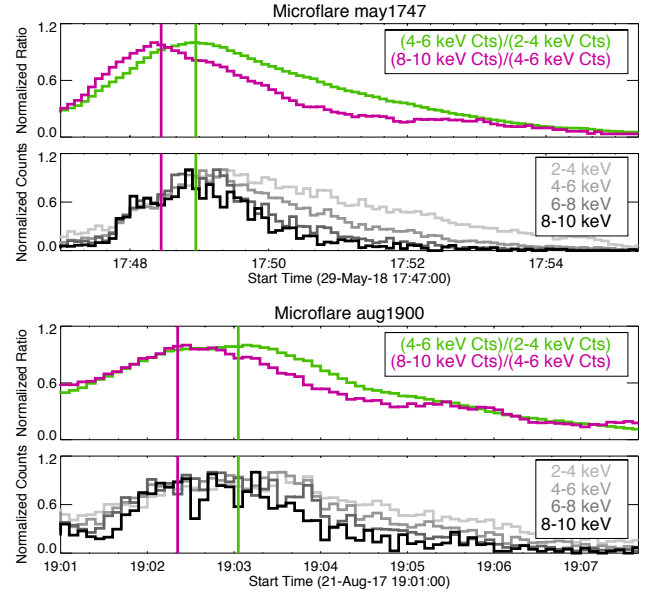 Microflare may1747
Normalized Ratio
1.2
0.6
0.0
(4-6 keV Cts)/(2-4 keV Cts)
(8-10 keV Cts)/(4-6 keV Cts)
Normalized Counts
1.2
0.6
0.0
2-4 keV
4-6 keV
6-8 keV
8-10 keV
17:48 17:50 17:52 17:54
Start Time (29-May-18 17:47:00)
Microflare aug1900
Normalized Ratio
1.2
0.6
0.0
(4-6 keV Cts)/(2-4 keV Cts)
(8-10 keV Cts)/(4-6 keV Cts)
Normalized Counts
1.2
0.6
0.0
2-4 keV
4-6 keV
6-8 keV
8-10 keV
19:01 19:02 19:03 19:04 19:05 19:06 19:07
Start Time (21-Aug-17 19:01:00)